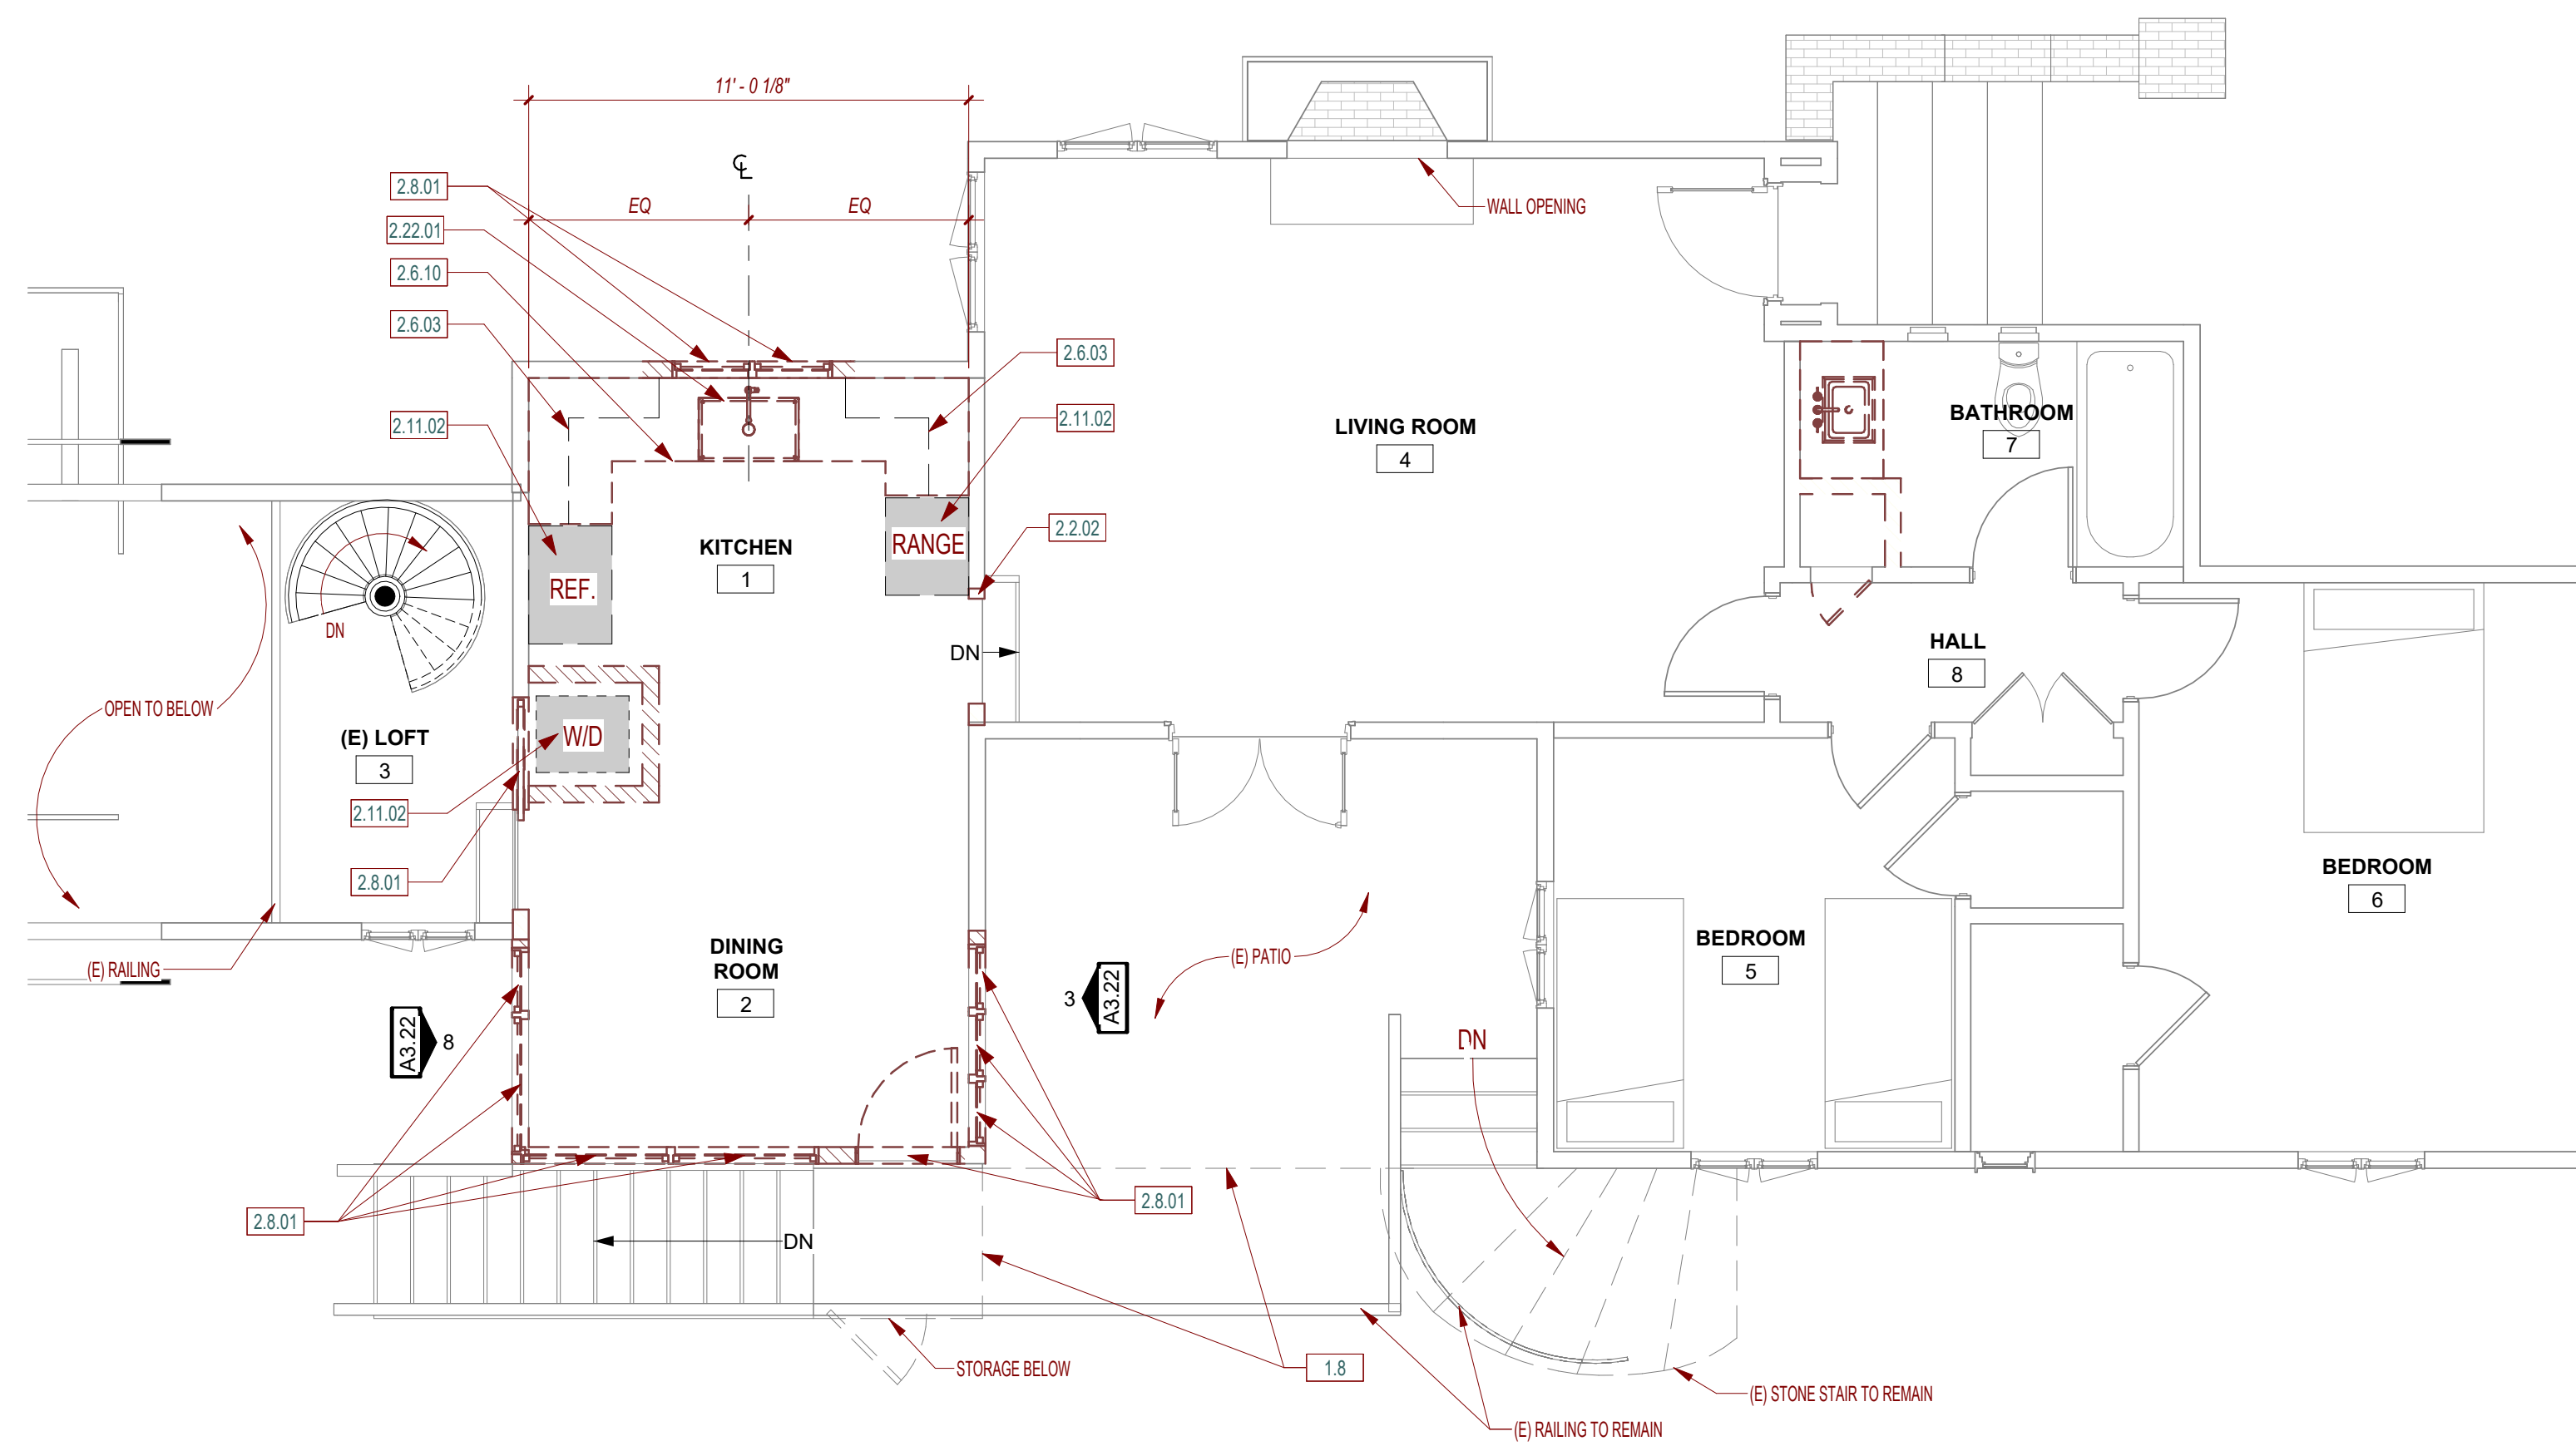 11' - 0 1/8"
℄
2.8.01
EQ
EQ
WALL OPENING
2.22.01
2.6.10
2.6.03
2.6.03
2.11.02
2.11.02
LIVING ROOM
4
BATHROOM
7
2.2.02
KITCHEN
1
RANGE
REF.
DN
DN
HALL
8
OPEN TO BELOW
(E) LOFT
3
W/D
2.11.02
2.8.01
BEDROOM
6
DINING
ROOM
2
(E) RAILING
(E) PATIO
BEDROOM
5
A3.22
8
3
A3.22
DN
2.8.01
2.8.01
DN
STORAGE BELOW
1.8
(E) STONE STAIR TO REMAIN
(E) RAILING TO REMAIN